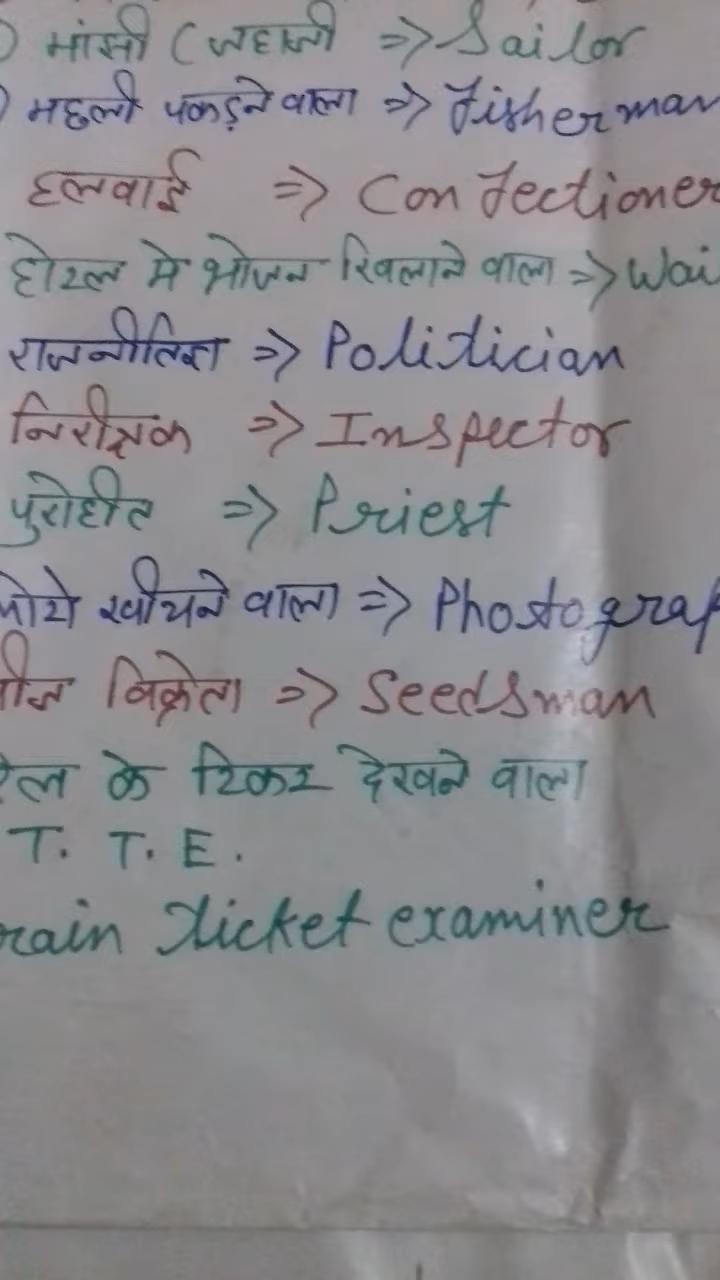 मांझी (जहाजी => Sailor
मछली पकड़ने वाला => Fisherman
हलवाई => Confectioner
होटल मे भोजन खिलाने वाला => Wai
राजनीतिज्ञ => Politician
निरीक्षक => Inspector
पुरोहीत => Priest
खीचने वाला => Phostograp
विक्रेता => Seedsman
के टिकट देखने वाला
T. T. E.
rain ticket examiner